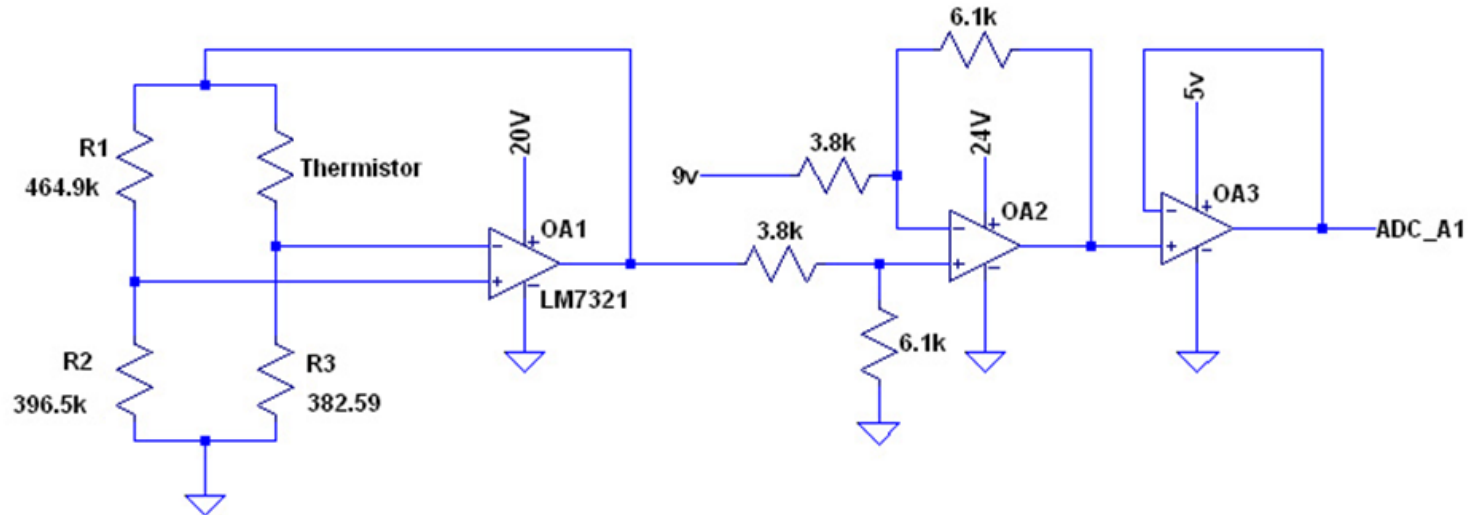 R1
464.9k
Thermistor
20V
OA1
LM7321
R2
396.5k
R3
382.59
9v
3.8k
6.1k
24V
OA2
3.8k
6.1k
5v
OA3
ADC_A1